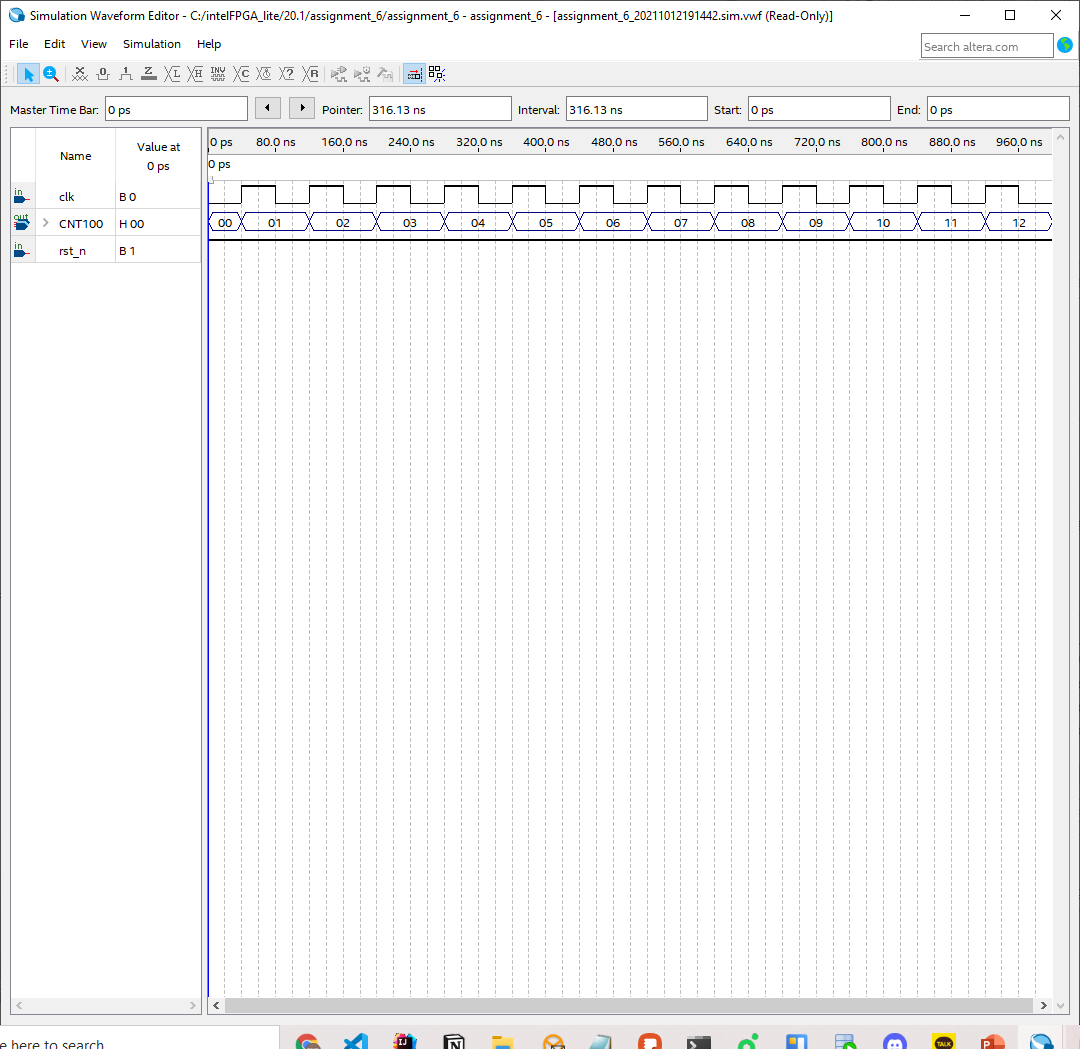 Simulation Waveform Editor - C:/intelFPGA_lite/20.1/assignment_6/assignment_6 - assignment_6 - [assignment_6_20211012191442.sim.vwf (Read-Only)]
File Edit View Simulation Help
Search altera.com
Master Time Bar: 0 ps Pointer: 316.13 ns Interval: 316.13 ns Start: 0 ps End: 0 ps
Name Value at 0 ps
0 ps 80.0 ns 160.0 ns 240.0 ns 320.0 ns 400.0 ns 480.0 ns 560.0 ns 640.0 ns 720.0 ns 800.0 ns 880.0 ns 960.0 ns
0 ps
in clk B 0
out CNT100 H 00 00 01 02 03 04 05 06 07 08 09 10 11 12
in rst_n B 1
e here to search